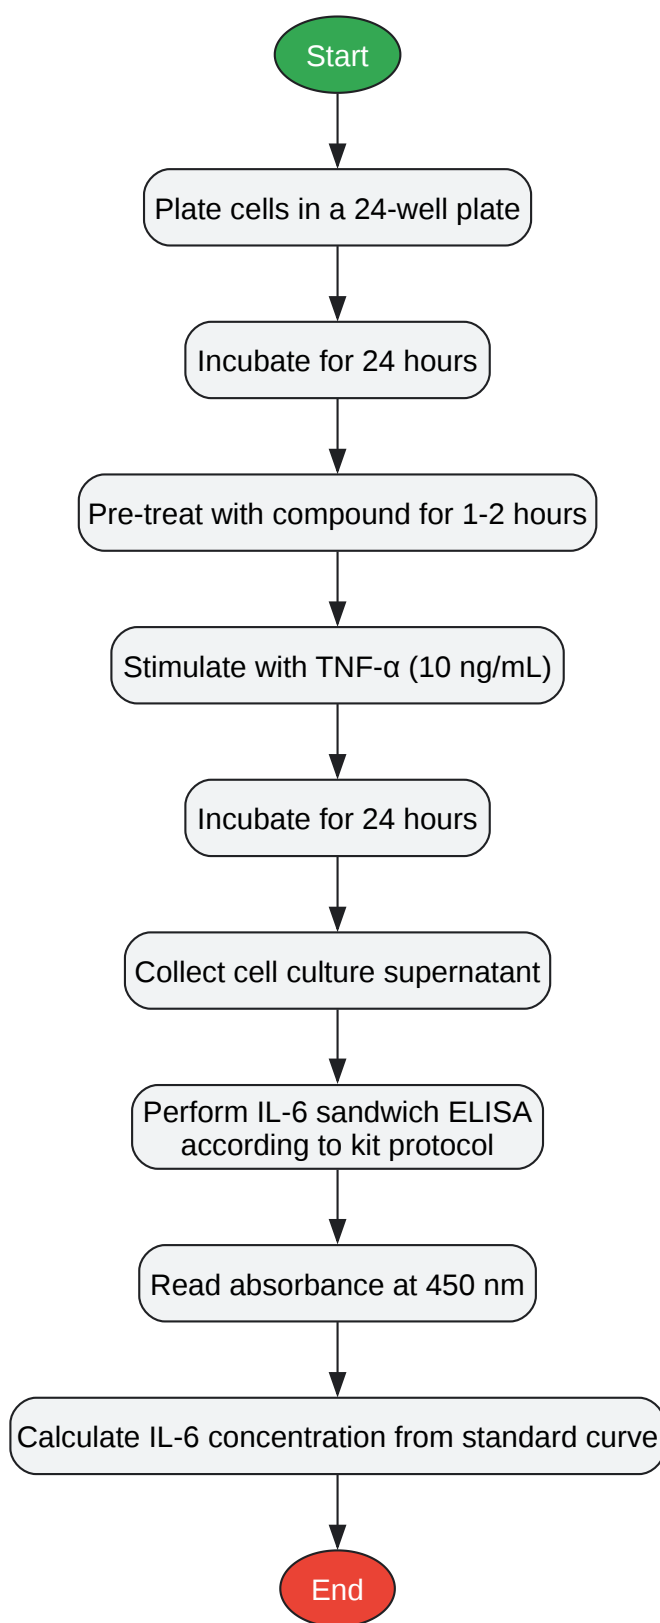 Start
Plate cells in a 24-well plate
Incubate for 24 hours
Pre-treat with compound for 1-2 hours
Stimulate with TNF-α (10 ng/mL)
Incubate for 24 hours
Collect cell culture supernatant
Perform IL-6 sandwich ELISA
according to kit protocol
Read absorbance at 450 nm
Calculate IL-6 concentration from standard curve
End